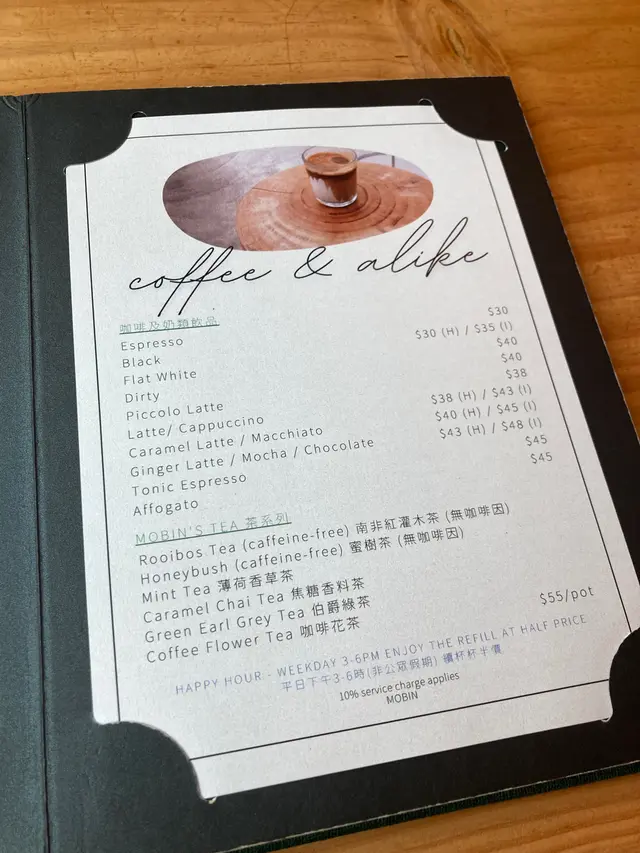 coffee & alike
咖啡及奶類飲品
Espresso $30
Black $30 (H) / $35 (I)
Flat White $40
Dirty $40
Piccolo Latte $38
Latte/ Cappuccino $38 (H) / $43 (I)
Caramel Latte / Macchiato $40 (H) / $45 (I)
Ginger Latte / Mocha / Chocolate $43 (H) / $48 (I)
Tonic Espresso $45
Affogato $45
MOBIN'S TEA 茶系列
Rooibos Tea (caffeine-free) 南非紅灌木茶 (無咖啡因)
Honeybush (caffeine-free) 蜜樹茶 (無咖啡因)
Mint Tea 薄荷香草茶
Caramel Chai Tea 焦糖香料茶
Green Earl Grey Tea 伯爵綠茶
Coffee Flower Tea 咖啡花茶 $55/pot
HAPPY HOUR - WEEKDAY 3-6PM ENJOY THE REFILL AT HALF PRICE
平日下午3-6時(非公眾假期) 續杯杯半價
10% service charge applies
MOBIN